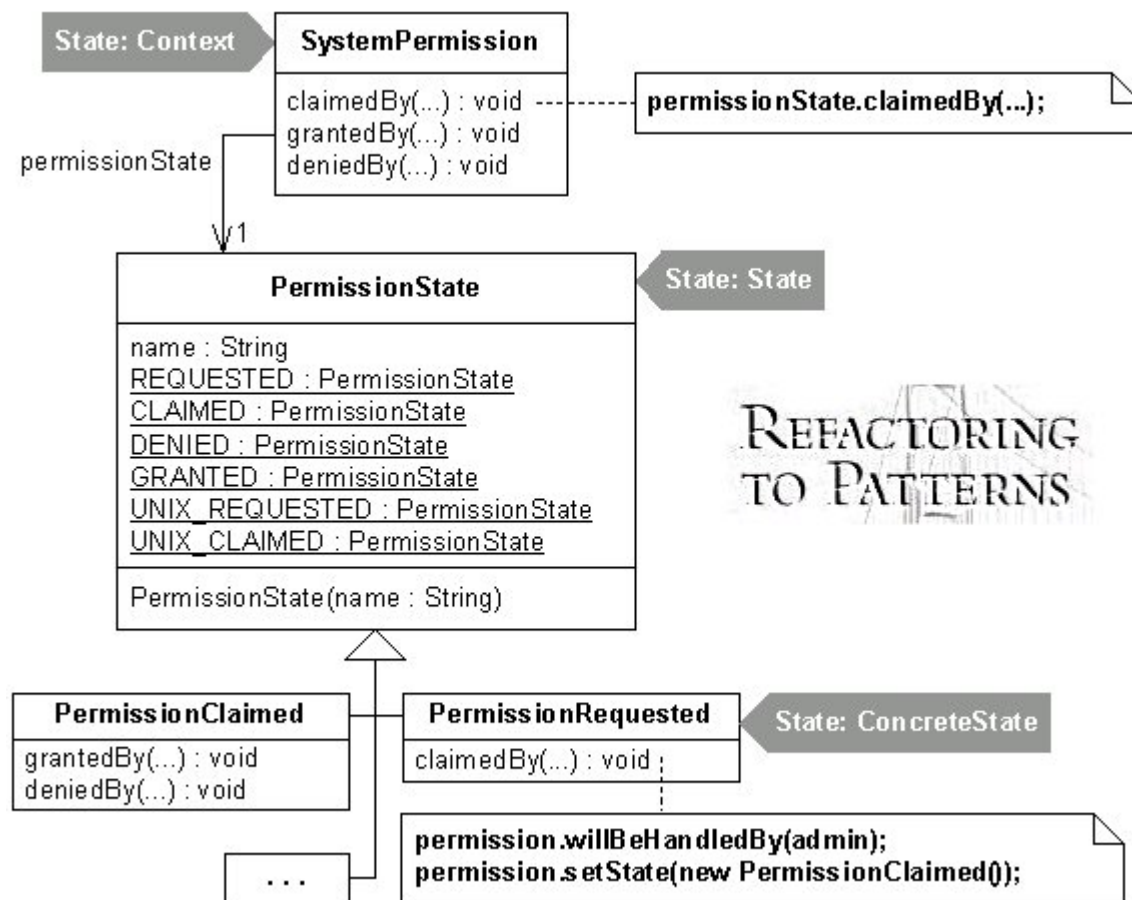 State: Context
SystemPermission
claimedBy(...) : void
grantedBy(...) : void
deniedBy(...) : void
permissionState.claimedBy(...);
permissionState
1
PermissionState
State: State
name : String
REQUESTED : PermissionState
CLAIMED : PermissionState
DENIED : PermissionState
GRANTED : PermissionState
UNIX_REQUESTED : PermissionState
UNIX_CLAIMED : PermissionState
PermissionState(name : String)
REFACTORING
TO PATTERNS
PermissionClaimed
grantedBy(...) : void
deniedBy(...) : void
PermissionRequested
claimedBy(...) : void
State: ConcreteState
permission.willBeHandledBy(admin);
permission.setState(new PermissionClaimed());
...